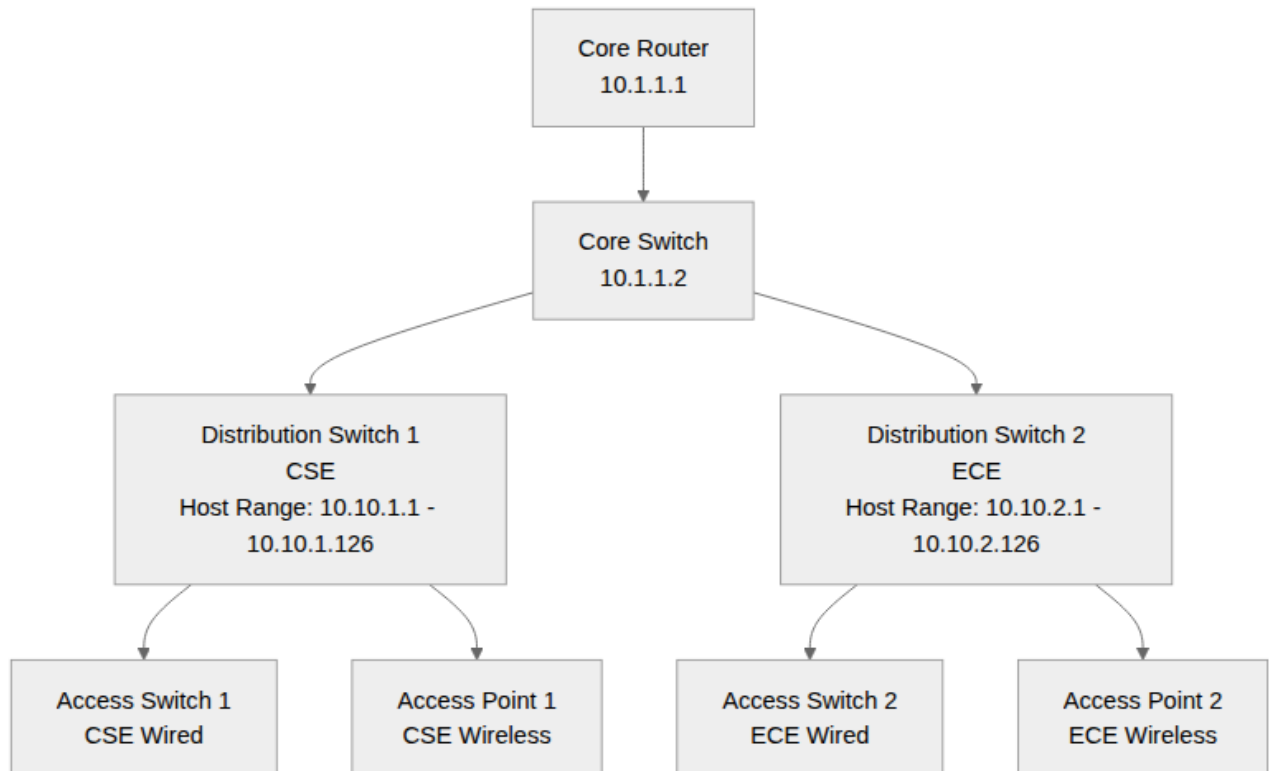 Core Router
10.1.1.1
Core Switch
10.1.1.2
Distribution Switch 1
CSE
Host Range: 10.10.1.1 -
10.10.1.126
Distribution Switch 2
ECE
Host Range: 10.10.2.1 -
10.10.2.126
Access Switch 1
CSE Wired
Access Point 1
CSE Wireless
Access Switch 2
ECE Wired
Access Point 2
ECE Wireless